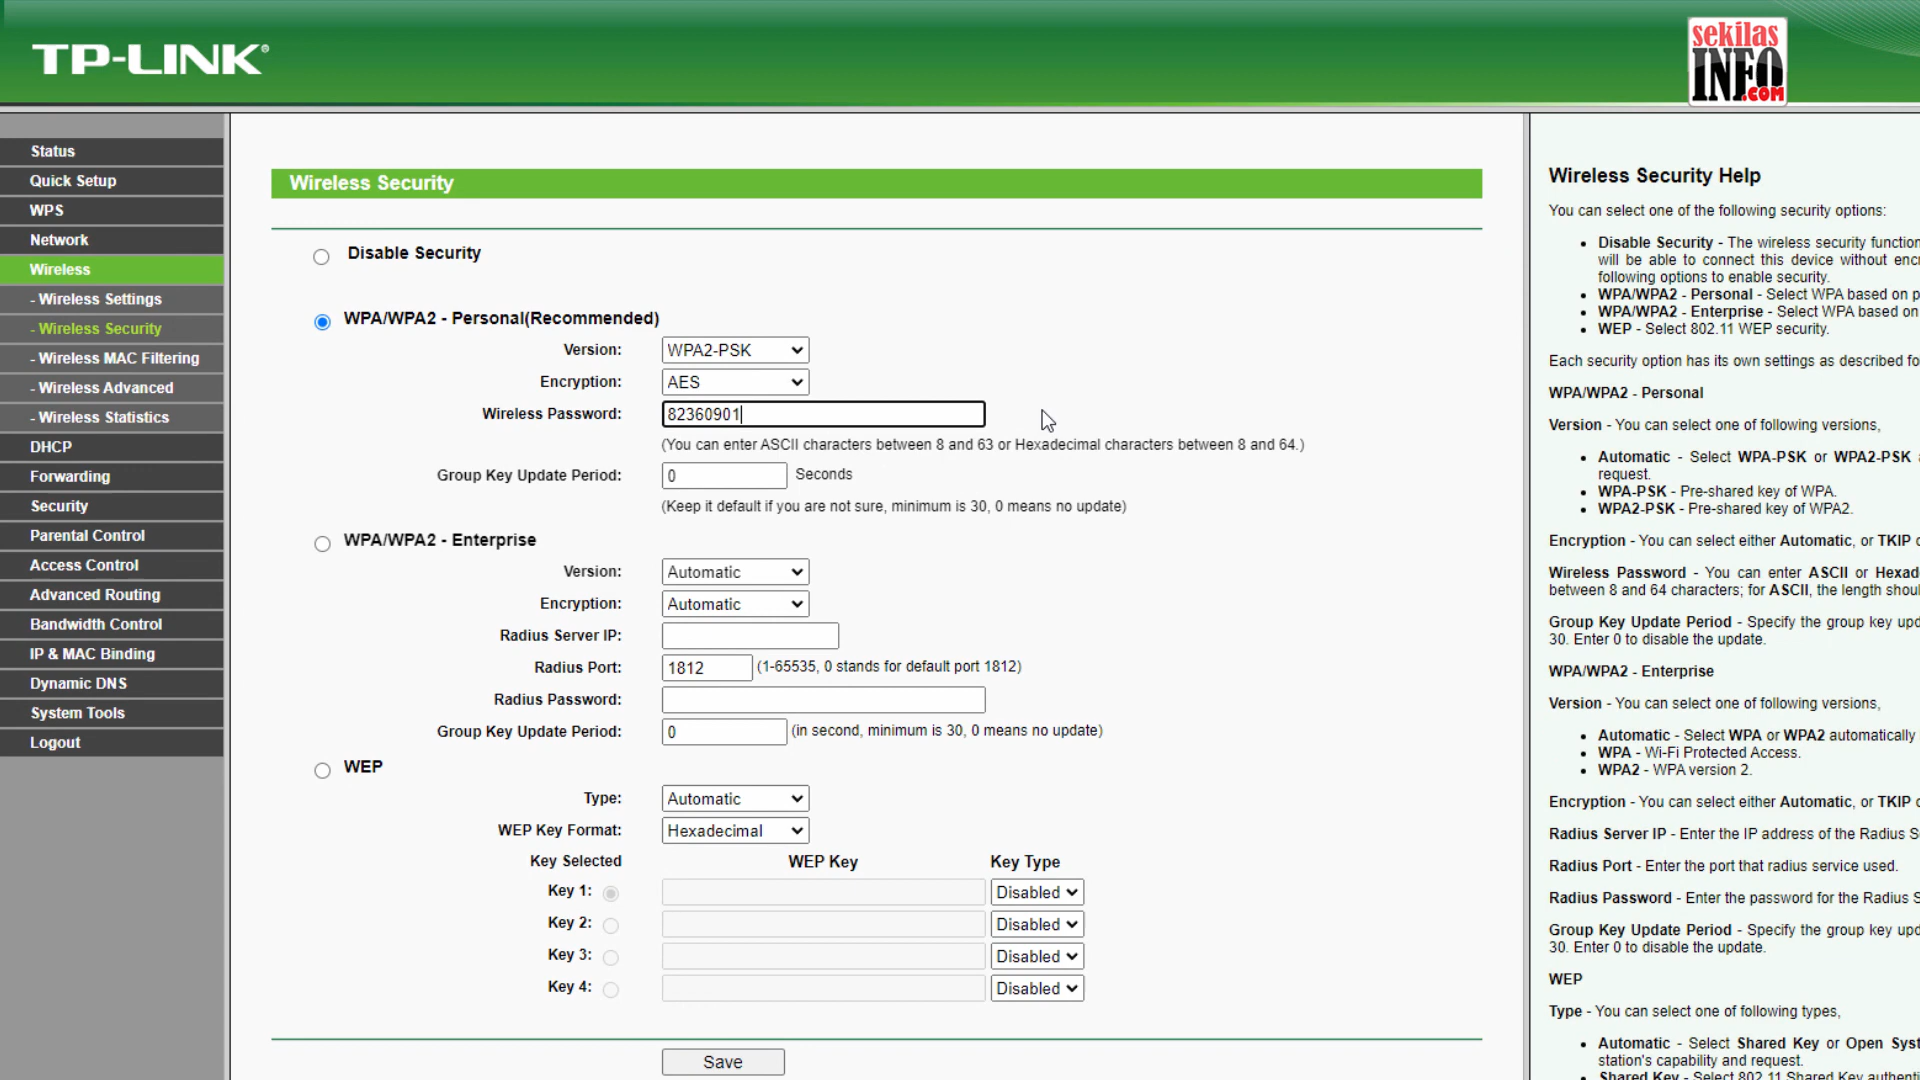 TP-LINK®
sekilas
INFO
.COM
Status
Quick Setup
WPS
Network
Wireless
- Wireless Settings
- Wireless Security
- Wireless MAC Filtering
- Wireless Advanced
- Wireless Statistics
DHCP
Forwarding
Security
Parental Control
Access Control
Advanced Routing
Bandwidth Control
IP & MAC Binding
Dynamic DNS
System Tools
Logout
Wireless Security
Disable Security
WPA/WPA2 - Personal(Recommended)
Version: WPA2-PSK
Encryption: AES
Wireless Password: 82360901
(You can enter ASCII characters between 8 and 63 or Hexadecimal characters between 8 and 64.)
Group Key Update Period: 0 Seconds
(Keep it default if you are not sure, minimum is 30, 0 means no update)
WPA/WPA2 - Enterprise
Version: Automatic
Encryption: Automatic
Radius Server IP:
Radius Port: 1812 (1-65535, 0 stands for default port 1812)
Radius Password:
Group Key Update Period: 0 (in second, minimum is 30, 0 means no update)
WEP
Type: Automatic
WEP Key Format: Hexadecimal
Key Selected WEP Key Key Type
Key 1: Disabled
Key 2: Disabled
Key 3: Disabled
Key 4: Disabled
Save
Wireless Security Help
You can select one of the following security options:
• Disable Security - The wireless security function
will be able to connect this device without encr
following options to enable security.
• WPA/WPA2 - Personal - Select WPA based on p
• WPA/WPA2 - Enterprise - Select WPA based on
• WEP - Select 802.11 WEP security.
Each security option has its own settings as described fo
WPA/WPA2 - Personal
Version - You can select one of following versions,
• Automatic - Select WPA-PSK or WPA2-PSK a
request.
• WPA-PSK - Pre-shared key of WPA.
• WPA2-PSK - Pre-shared key of WPA2.
Encryption - You can select either Automatic, or TKIP o
Wireless Password - You can enter ASCII or Hexad
between 8 and 64 characters; for ASCII, the length shoul
Group Key Update Period - Specify the group key upd
30. Enter 0 to disable the update.
WPA/WPA2 - Enterprise
Version - You can select one of following versions,
• Automatic - Select WPA or WPA2 automatically
• WPA - Wi-Fi Protected Access.
• WPA2 - WPA version 2.
Encryption - You can select either Automatic, or TKIP o
Radius Server IP - Enter the IP address of the Radius S
Radius Port - Enter the port that radius service used.
Radius Password - Enter the password for the Radius S
Group Key Update Period - Specify the group key upd
30. Enter 0 to disable the update.
WEP
Type - You can select one of following types,
• Automatic - Select Shared Key or Open Syst
station's capability and request.
• Shared Key - Select 802.11 Shared Key authenti